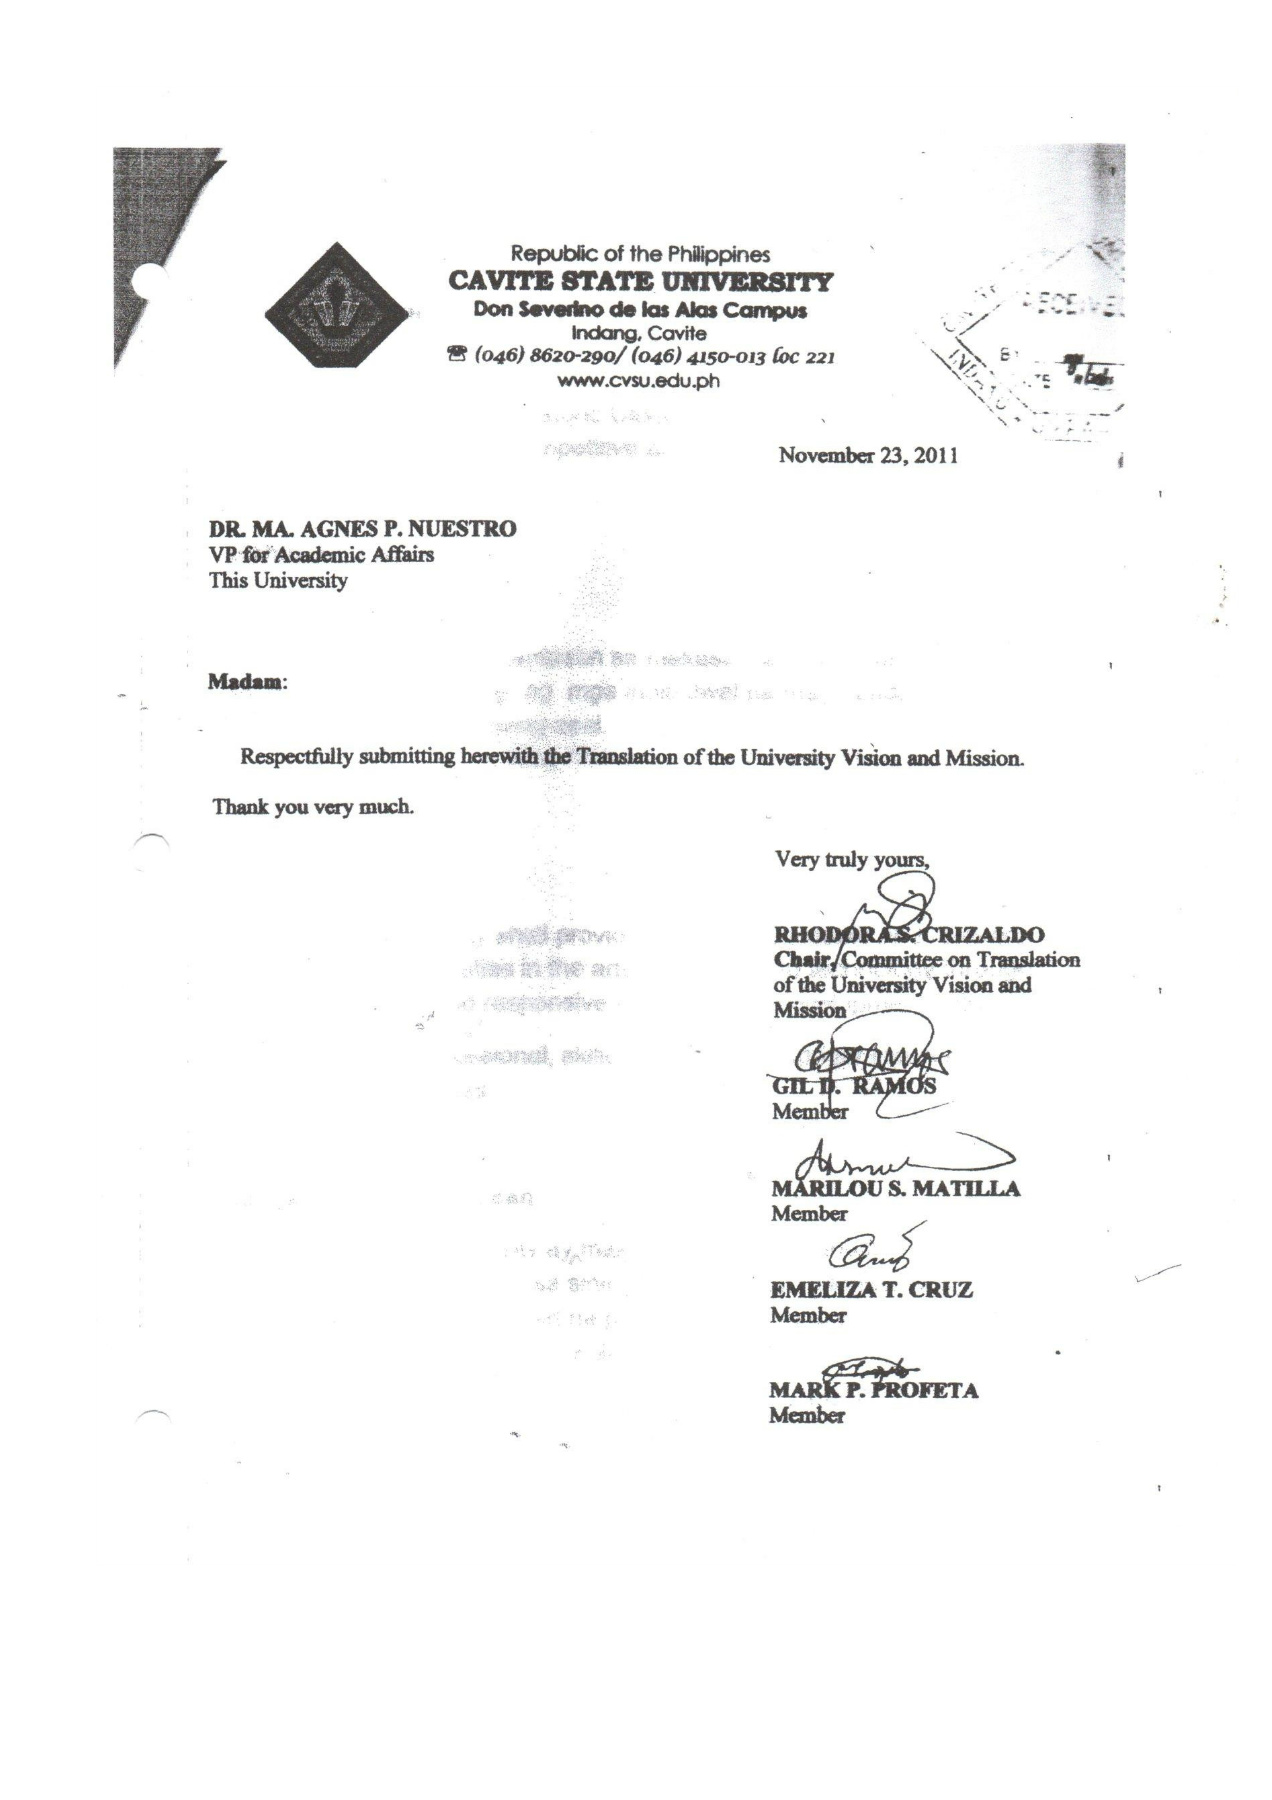 Republic of the Philippines
CAVITE STATE UNIVERSITY
Don Severino de las Alas Campus
Indang, Cavite
☎ (046) 8620-290/ (046) 4150-013 loc 221
www.cvsu.edu.ph
November 23, 2011
DR. MA. AGNES P. NUESTRO
VP for Academic Affairs
This University
Madam:
Respectfully submitting herewith the Translation of the University Vision and Mission.
Thank you very much.
Very truly yours,
RHODORA S. CRIZALDO
Chair, Committee on Translation
of the University Vision and
Mission
GIL D. RAMOS
Member
MARILOU S. MATILLA
Member
EMELIZA T. CRUZ
Member
MARK P. PROFETA
Member